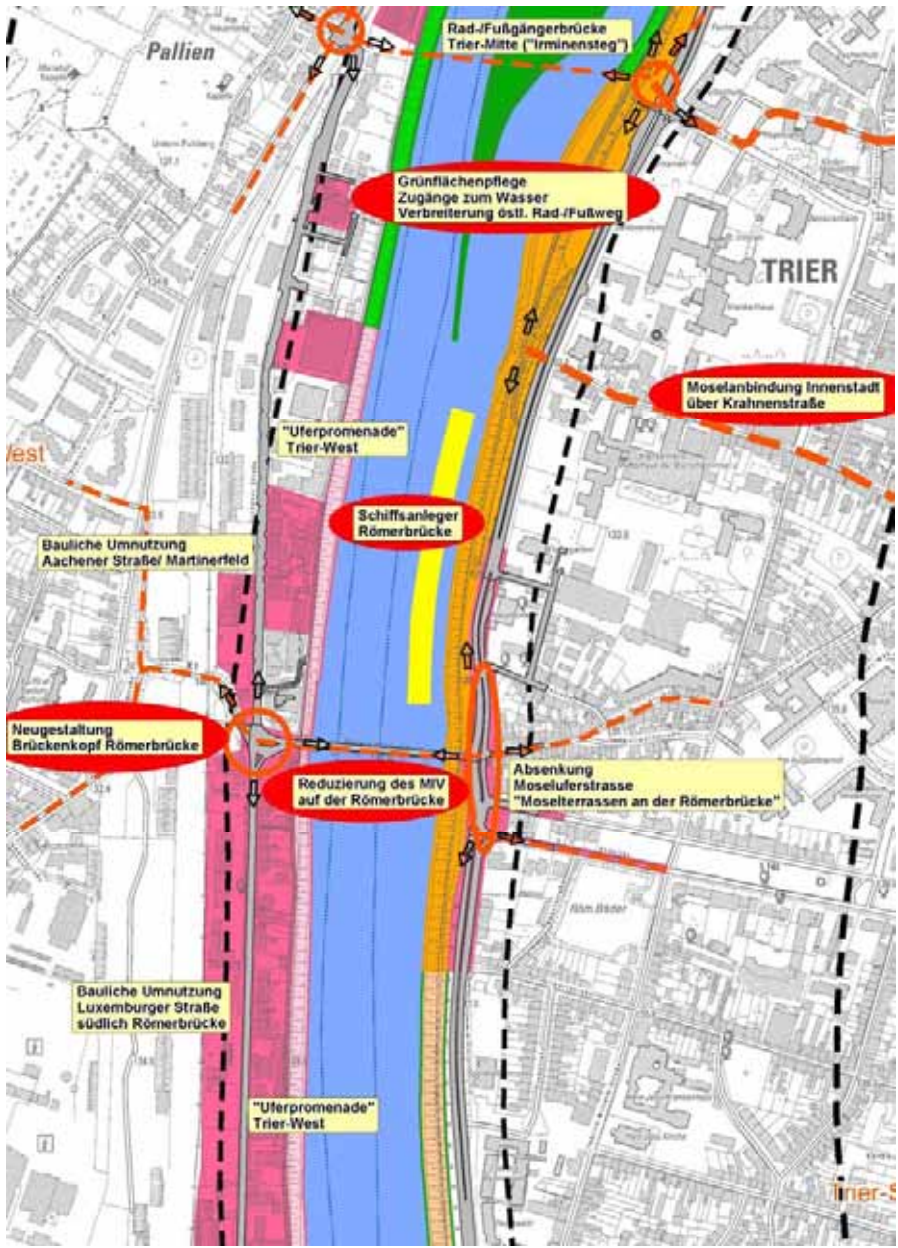 Rad-/Fußgängerbrücke
Trier-Mitte ("Irminensteg")
Pallien
Grünflächenpflege
Zugänge zum Wasser
Verbreiterung östl. Rad-/Fußweg
TRIER
Moselanbindung Innenstadt
über Krahnenstraße
"Uferpromenade"
Trier-West
West
Schiffsanleger
Römerbrücke
Bauliche Umnutzung
Aachener Straße/ Martinerfeld
Neugestaltung
Brückenkopf Römerbrücke
Reduzierung des MIV
auf der Römerbrücke
Absenkung
Moseluferstrasse
"Moselterrassen an der Römerbrücke"
Röm.Bäder
Bauliche Umnutzung
Luxemburger Straße
südlich Römerbrücke
"Uferpromenade"
Trier-West
Trier-S